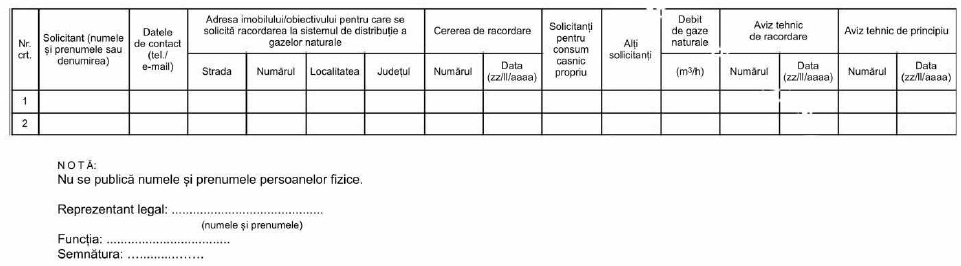 Nr. crt.
Solicitant (numele și prenumele sau denumirea)
Datele de contact (tel./ e-mail)
Adresa imobilului/obiectivului pentru care se solicită racordarea la sistemul de distribuție a gazelor naturale
Strada
Numărul
Localitatea
Județul
Cererea de racordare
Numărul
Data (zz/ll/aaaa)
Solicitanți pentru consum casnic propriu
Alți solicitanți
Debit de gaze naturale
(m³/h)
Aviz tehnic de racordare
Numărul
Data (zz/ll/aaaa)
Aviz tehnic de principiu
Numărul
Data (zz/ll/aaaa)
1
2
NOTĂ:
Nu se publică numele și prenumele persoanelor fizice.
Reprezentant legal: ..........................................
(numele și prenumele)
Funcția: ..................................
Semnătura: .....................